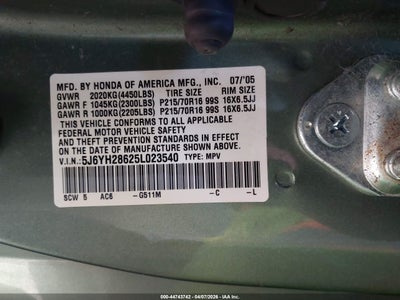 MFD. BY HONDA OF AMERICA MFG., INC. 07/'05
GVWR 2020KG(4450LBS) TIRE SIZE RIM SIZE
GAWR F 1045KG(2300LBS) P215/70R16 99S 16X6.5JJ
GAWR R 1000KG(2205LBS) P215/70R16 99S 16X6.5JJ
THIS VEHICLE CONFORMS TO ALL APPLICABLE
FEDERAL MOTOR VEHICLE SAFETY
AND THEFT PREVENTION STANDARDS IN EFFECT
ON THE DATE OF MANUFACTURE SHOWN ABOVE.
V.I.N.: 5J6YH28625L023540 TYPE: MPV
SCW 5 AC6 -G511M -C -L
000-44743742 - 04/07/2026 - IAA Inc.